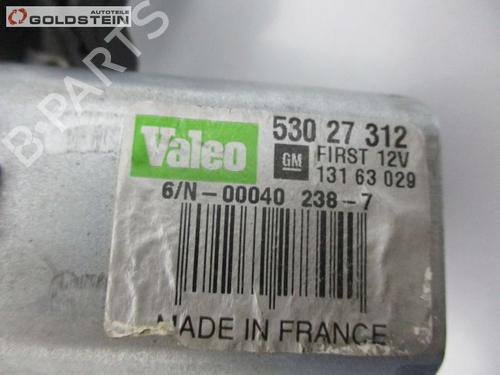 AUTOTEILE
GOLDSTEIN
B-PARTS
Valeo
530 27 312
GM
FIRST 12V
131 63 029
6/N-00040 238-7
MADE IN FRANCE